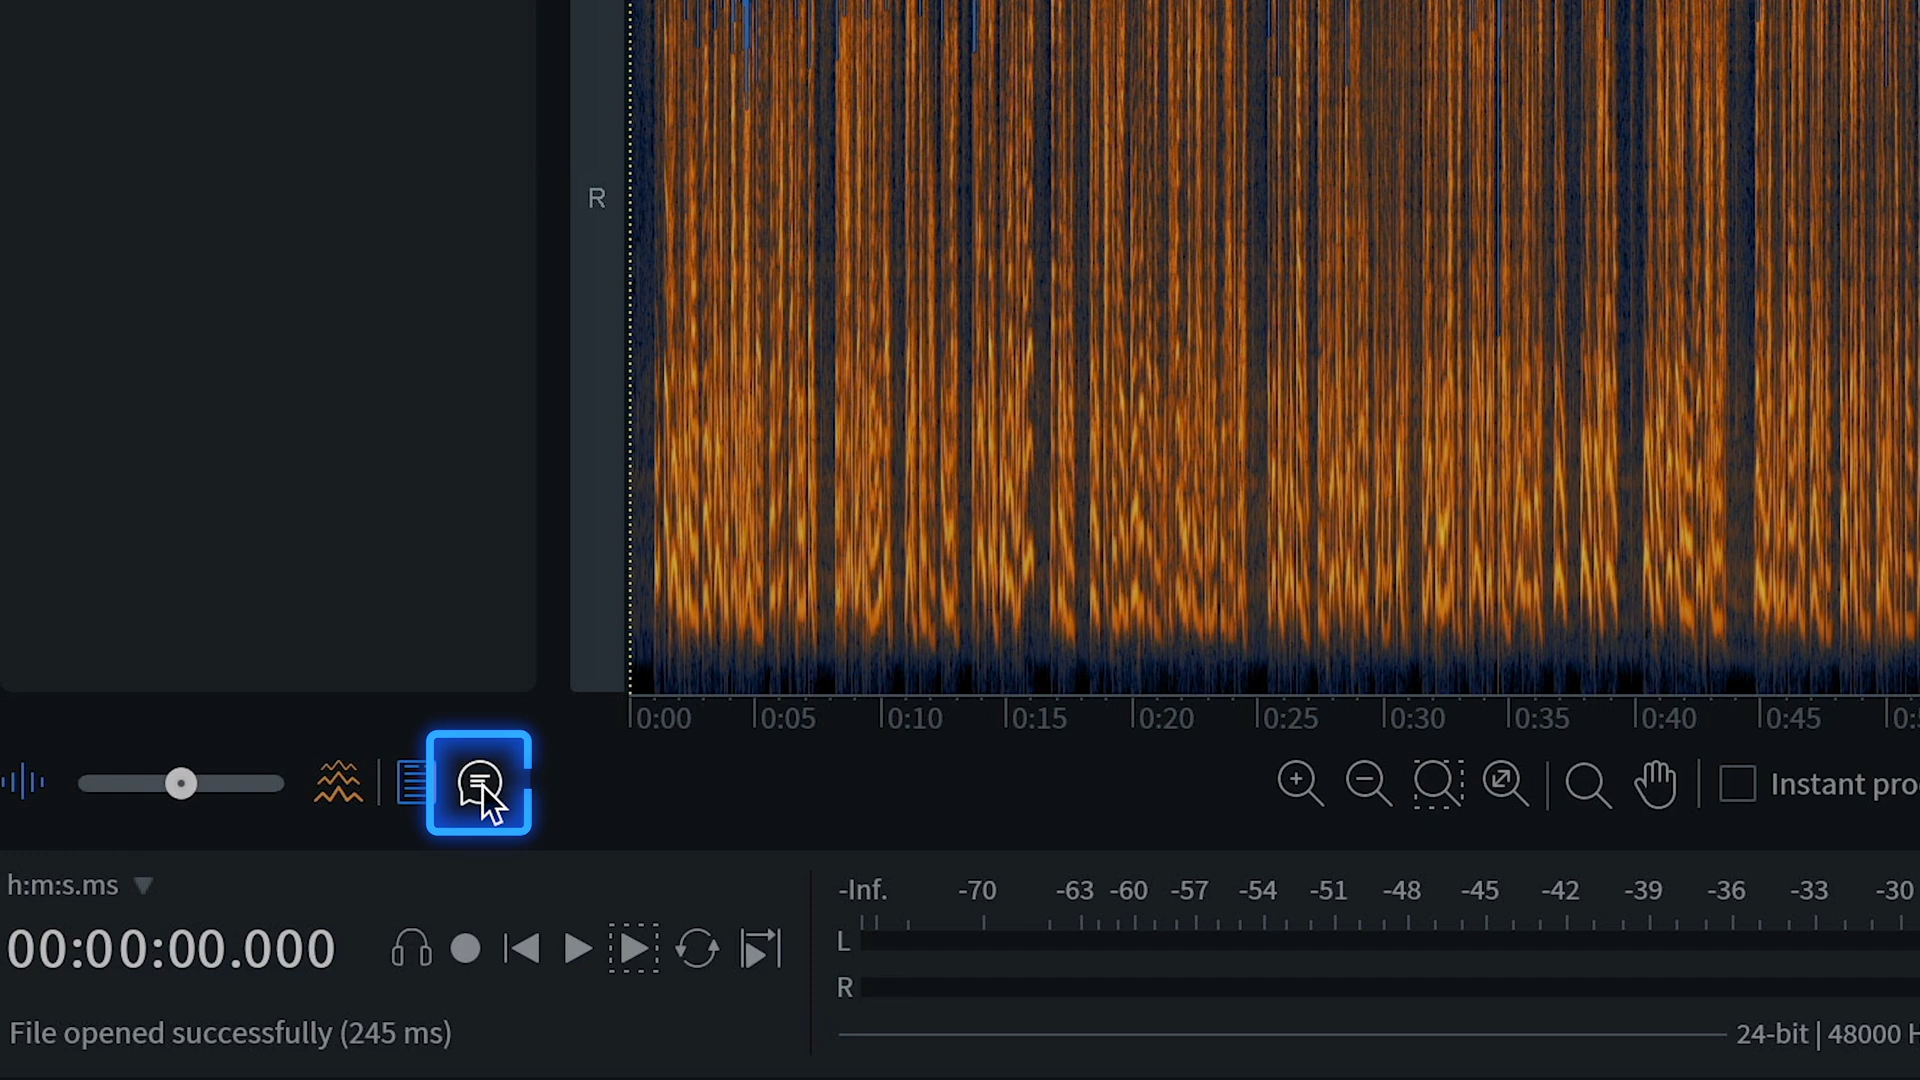 R
0:00 0:05 0:10 0:15 0:20 0:25 0:30 0:35 0:40 0:45
Instant pro
h:m:s.ms
-Inf. -70 -63 -60 -57 -54 -51 -48 -45 -42 -39 -36 -33 -30
00:00:00.000
L
R
File opened successfully (245 ms)
24-bit | 48000 H